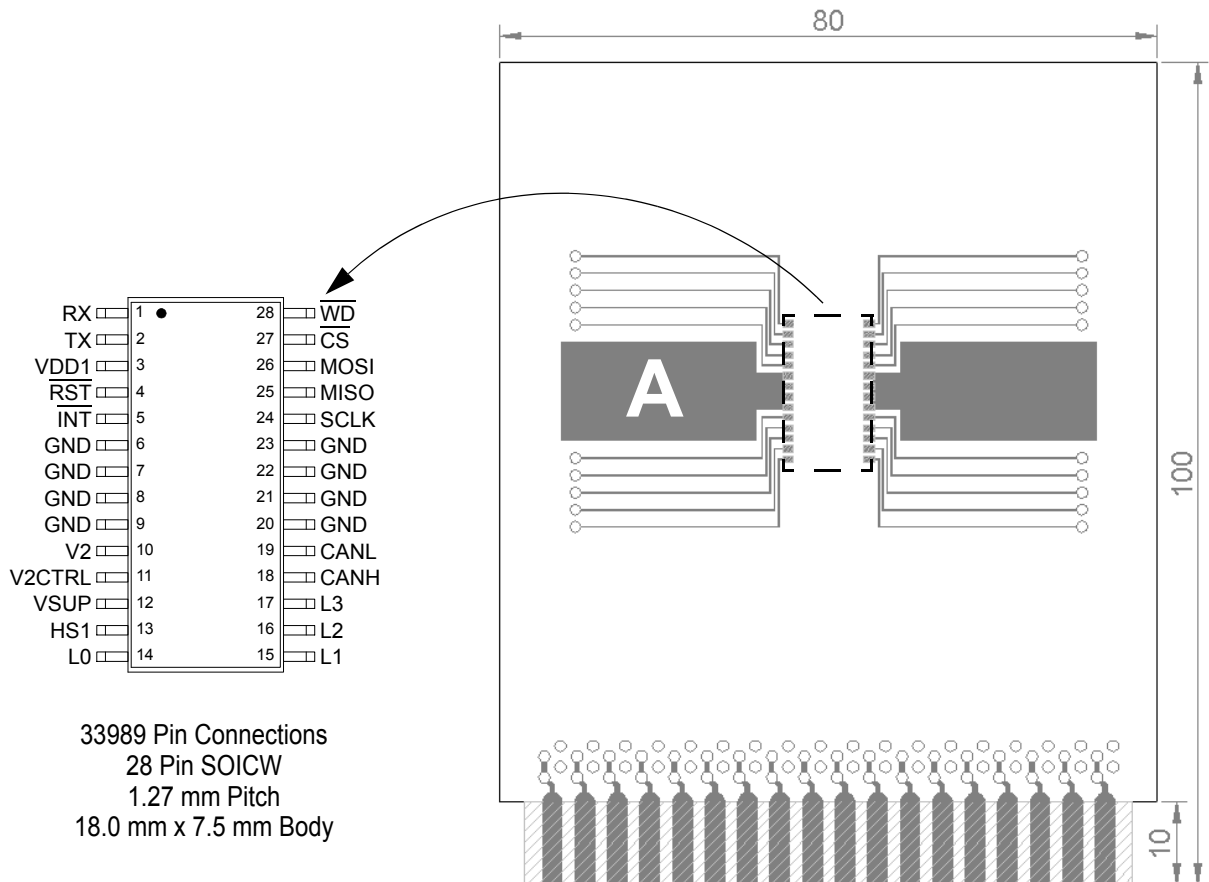 80
RX 1 28 WD
TX 2 27 CS
VDD1 3 26 MOSI
RST 4 25 MISO
INT 5 24 SCLK
GND 6 23 GND
GND 7 22 GND
GND 8 21 GND
GND 9 20 GND
V2 10 19 CANL
V2CTRL 11 18 CANH
VSUP 12 17 L3
HS1 13 16 L2
L0 14 15 L1
A
100
33989 Pin Connections
28 Pin SOICW
1.27 mm Pitch
18.0 mm x 7.5 mm Body
10